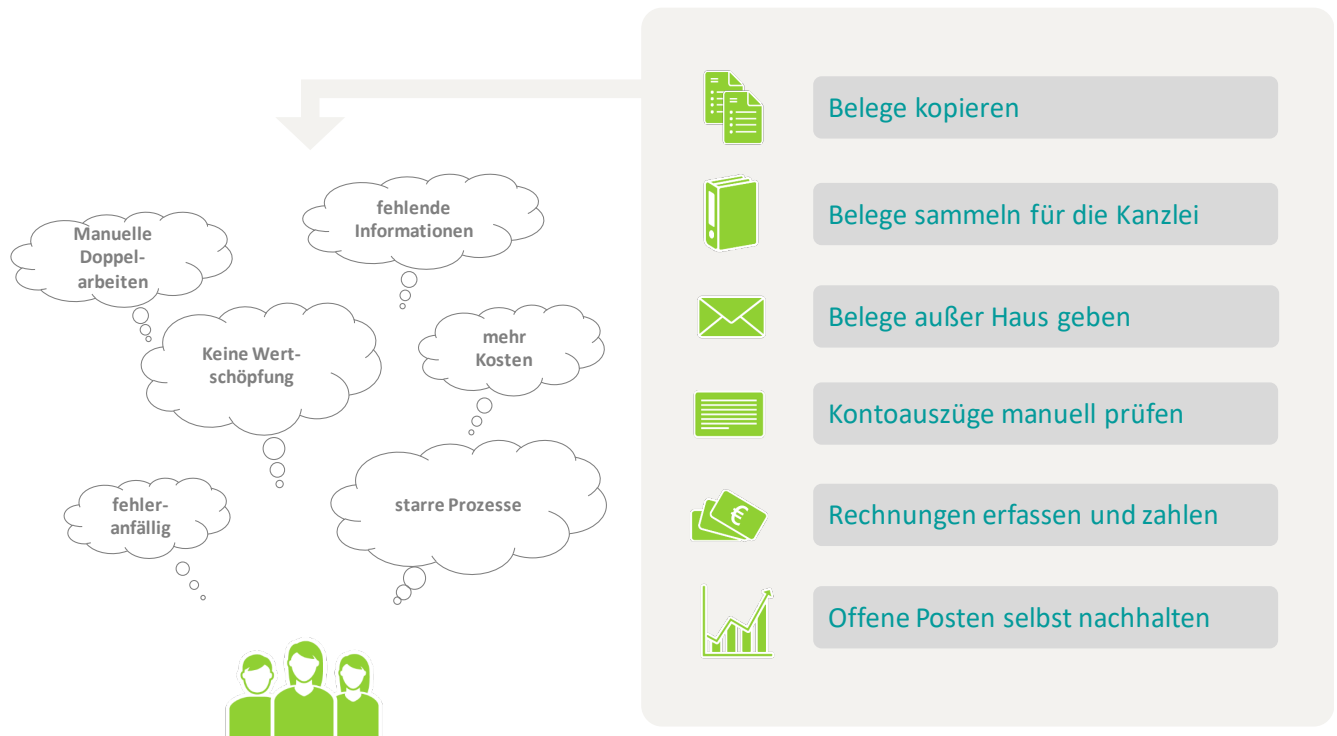 Manuelle
Doppel-
arbeiten
fehlende
Informationen
Keine Wert-
schöpfung
mehr
Kosten
fehler-
anfällig
starre Prozesse
Belege kopieren
Belege sammeln für die Kanzlei
Belege außer Haus geben
Kontoauszüge manuell prüfen
€
Rechnungen erfassen und zahlen
Offene Posten selbst nachhalten